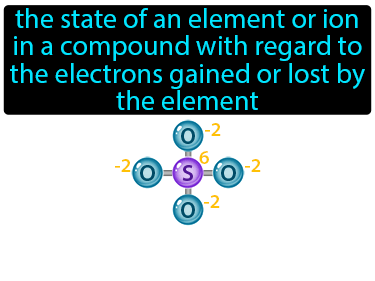 the state of an element or ion
in a compound with regard to
the electrons gained or lost by
the element
O -2
6
-2 O S O -2
O -2